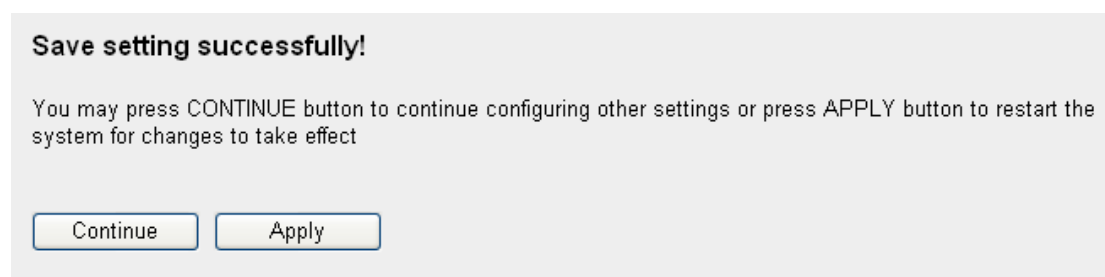 Save setting successfully!
You may press CONTINUE button to continue configuring other settings or press APPLY button to restart the
system for changes to take effect
Continue Apply